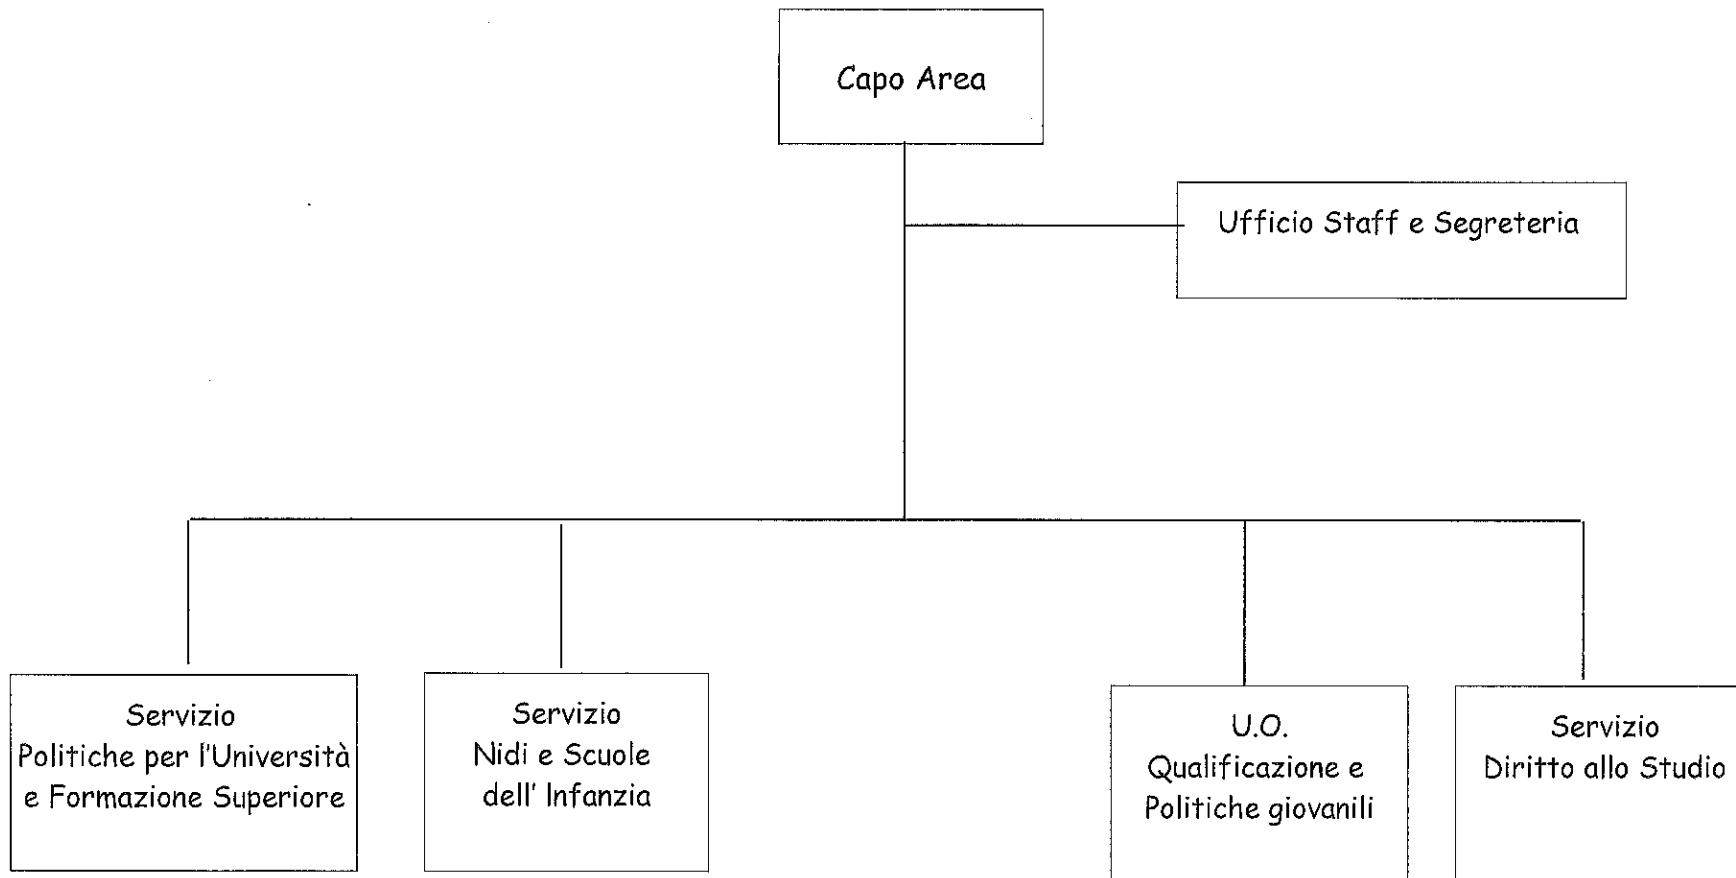 Capo Area
Ufficio Staff e Segreteria
Servizio
Politiche per l'Università
e Formazione Superiore
Servizio
Nidi e Scuole
dell' Infanzia
U.O.
Qualificazione e
Politiche giovanili
Servizio
Diritto allo Studio